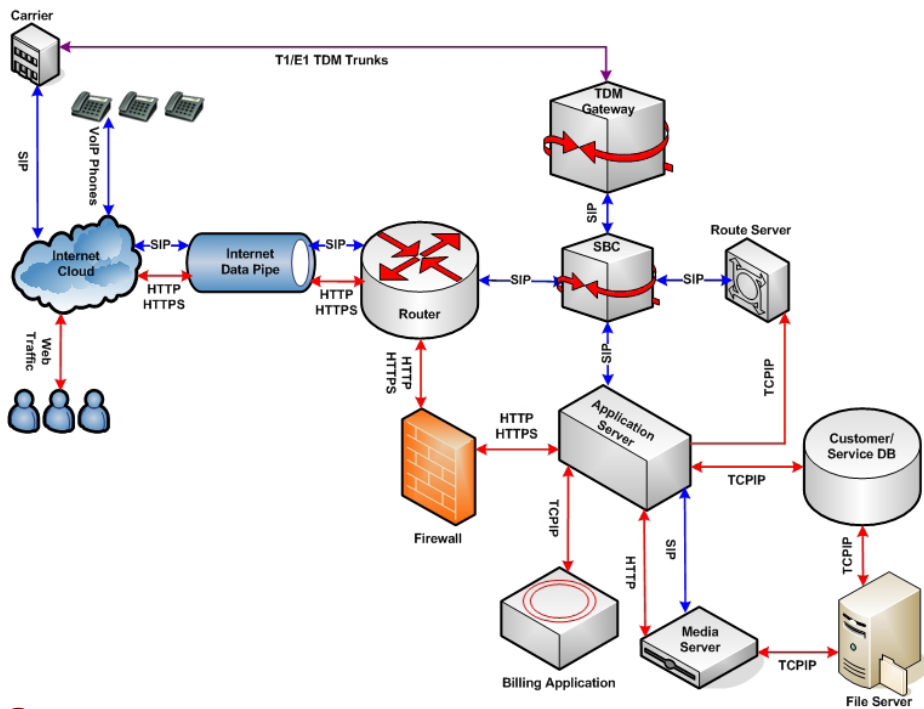 Carrier
T1/E1 TDM Trunks
TDM
Gateway
SIP
VoIP Phones
SIP
SBC
Route Server
Internet
Cloud
SIP
HTTP
HTTPS
Internet
Data Pipe
SIP
HTTP
HTTPS
Router
SIP
SIP
Web
Traffic
HTTP
HTTPS
SIP
TCPIP
HTTP
HTTPS
Application
Server
Customer/
Service DB
TCPIP
Firewall
TCPIP
HTTP
SIP
TCPIP
Billing Application
Media
Server
TCPIP
File Server